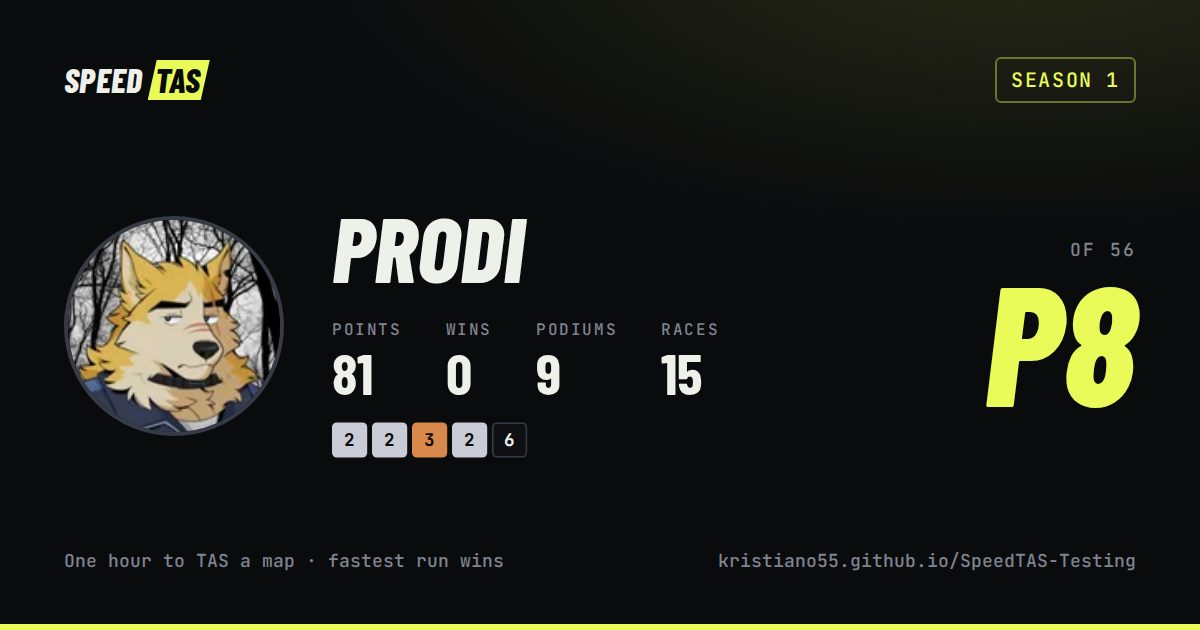 SPEED TAS
SEASON 1
PRODI
OF 56
P8
POINTS WINS PODIUMS RACES
81 0 9 15
2 2 3 2 6
One hour to TAS a map · fastest run wins
kristiano55.github.io/SpeedTAS-Testing